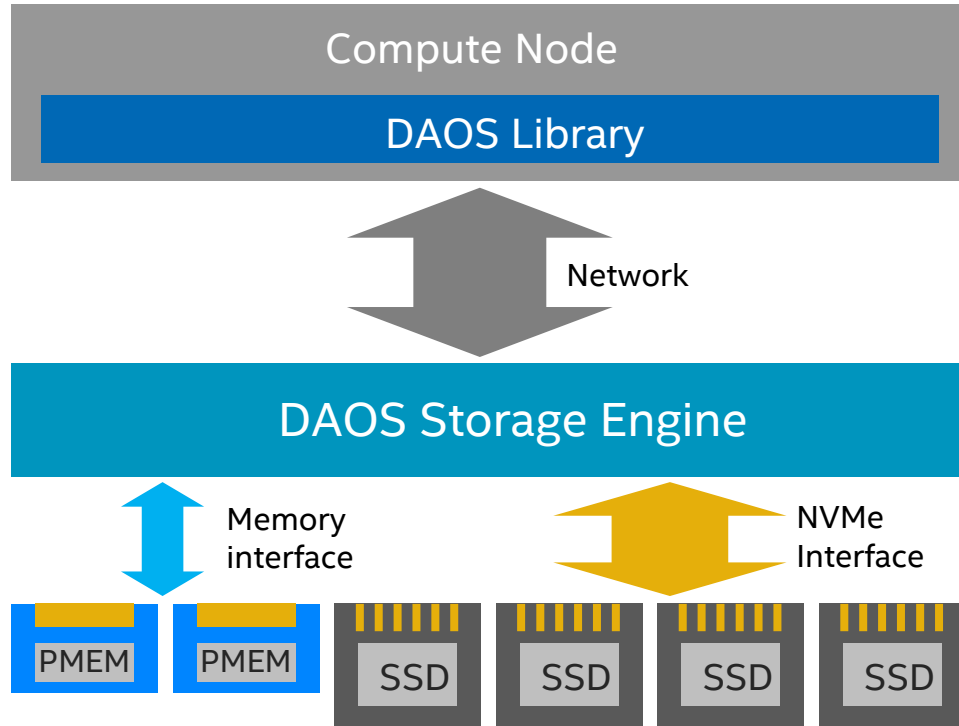 Compute Node
DAOS Library
Network
DAOS Storage Engine
Memory
interface
NVMe
Interface
PMEM
PMEM
SSD
SSD
SSD
SSD